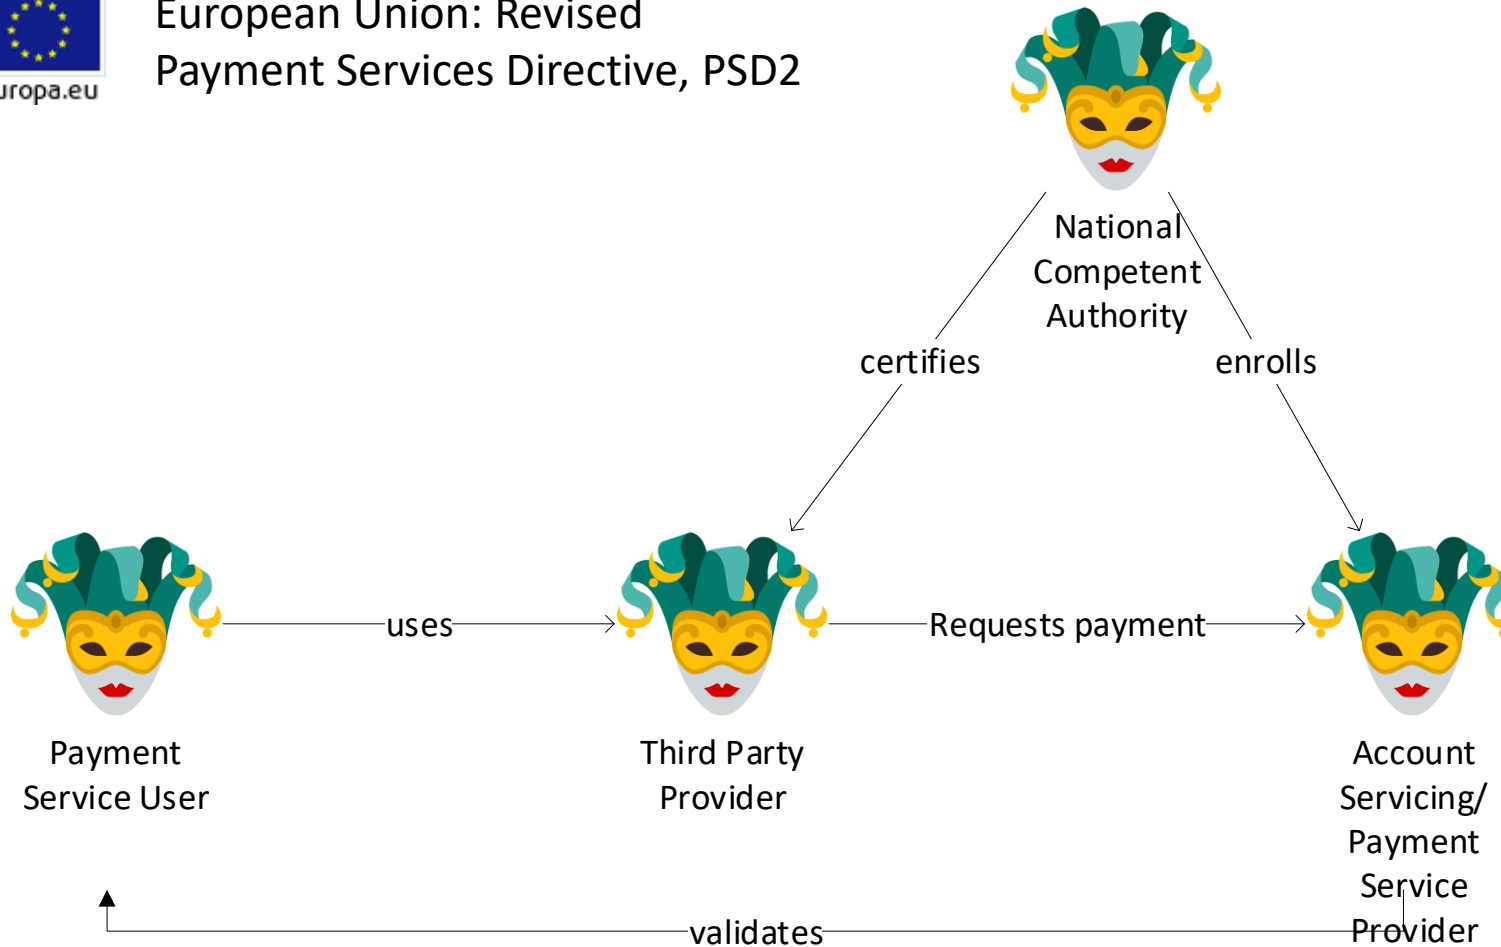 European Union: Revised
Payment Services Directive, PSD2
uropa.eu
National
Competent
Authority
certifies
enrolls
uses
Requests payment
Payment
Service User
Third Party
Provider
Account
Servicing/
Payment
Service
Provider
validates